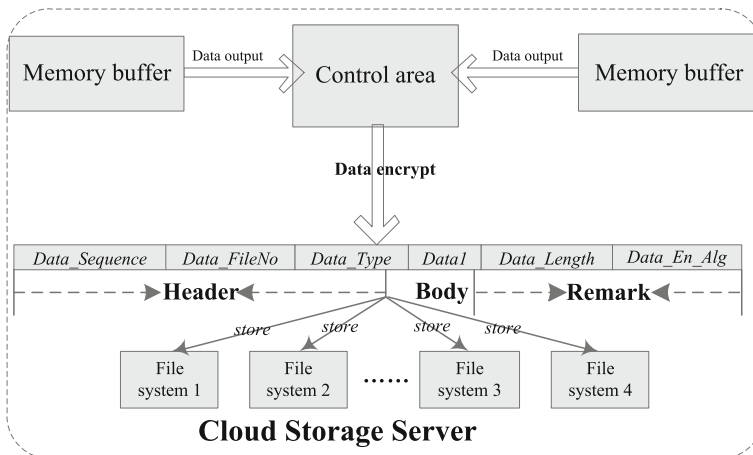 Memory buffer
Data output
Control area
Data output
Memory buffer
Data encrypt
Data_Sequence
Data_FileNo
Data_Type
Data1
Data_Length
Data_En_Alg
Header
Body
Remark
store
store
store
store
File
system 1
File
system 2
......
File
system 3
File
system 4
Cloud Storage Server